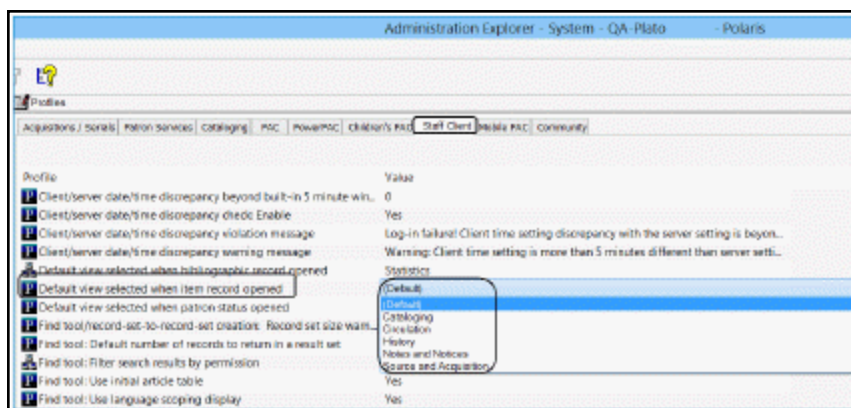 Administration Explorer - System - QA-Plato - Polaris
Profiles
Acquisitions / Serials Patron Services Cataloging PAC PowerPAC Children's PAC Staff Client Mobile PAC Community
Profile Value
Client/server date/time discrepancy beyond built-in 5 minute win... 0
Client/server date/time discrepancy check: Enable Yes
Client/server date/time discrepancy violation message Log-in failure! Client time setting discrepancy with the server setting is beyon...
Client/server date/time discrepancy warning message Warning: Client time setting is more than 5 minutes different than server setti...
Default view selected when bibliographic record opened Statistics
Default view selected when item record opened (Default)
Default view selected when patron status opened (Default)
Find tool/record-set-to-record-set creation: Record set size warn... Cataloging
Circulation
Find tool: Default number of records to return in a result set History
Notes and Notices
Find tool: Filter search results by permission Source and Acquisition
Find tool: Use initial article table Yes
Find tool: Use language scoping display Yes